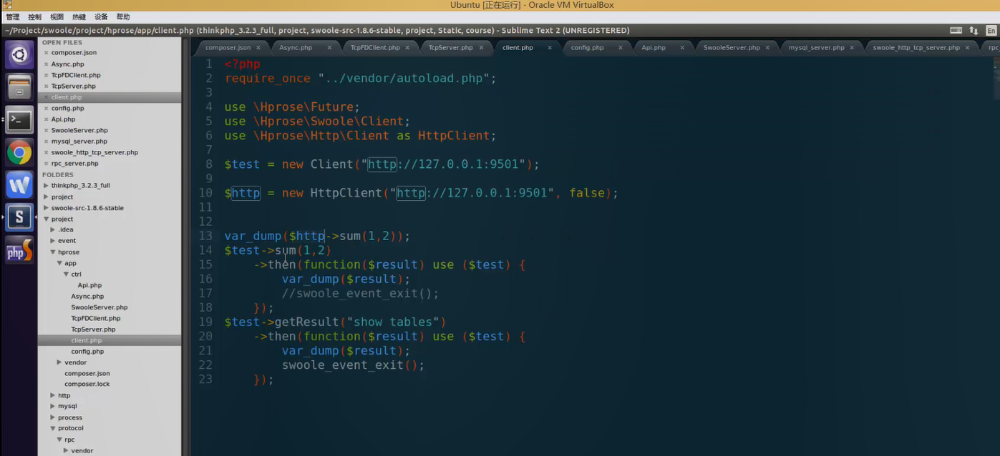 Ubuntu [正在运行] - Oracle VM VirtualBox
管理 控制 视图 热键 设备 帮助
~/Project/swoole/project/hprose/app/client.php (thinkphp_3.2.3_full, project, swoole-src-1.8.6-stable, project, Static, course) - Sublime Text 2 (UNREGISTERED)
En
OPEN FILES
composer.json
Async.php
TcpFDClient.php
TcpServer.php
client.php
config.php
Api.php
SwooleServer.php
mysql_server.php
swoole_http_tcp_server.php
rpc_server.php
FOLDERS
thinkphp_3.2.3_full
project
swoole-src-1.8.6-stable
project
.idea
event
hprose
app
ctrl
Api.php
Async.php
SwooleServer.php
TcpFDClient.php
TcpServer.php
client.php
config.php
vendor
composer.json
composer.lock
http
mysql
process
protocol
rpc
vendor
composer.json Async.php TcpFDClient.php TcpServer.php client.php config.php Api.php SwooleServer.php mysql_server.php swoole_http_tcp_server.php rpc_
1 <?php
2 require_once "../vendor/autoload.php";
3
4 use \Hprose\Future;
5 use \Hprose\Swoole\Client;
6 use \Hprose\Http\Client as HttpClient;
7
8 $test = new Client("http://127.0.0.1:9501");
9
10 $http = new HttpClient("http://127.0.0.1:9501", false);
11
12
13 var_dump($http->sum(1,2));
14 $test->sum(1,2)
15 ->then(function($result) use ($test) {
16 var_dump($result);
17 //swoole_event_exit();
18 });
19 $test->getResult("show tables")
20 ->then(function($result) use ($test) {
21 var_dump($result);
22 swoole_event_exit();
23 });